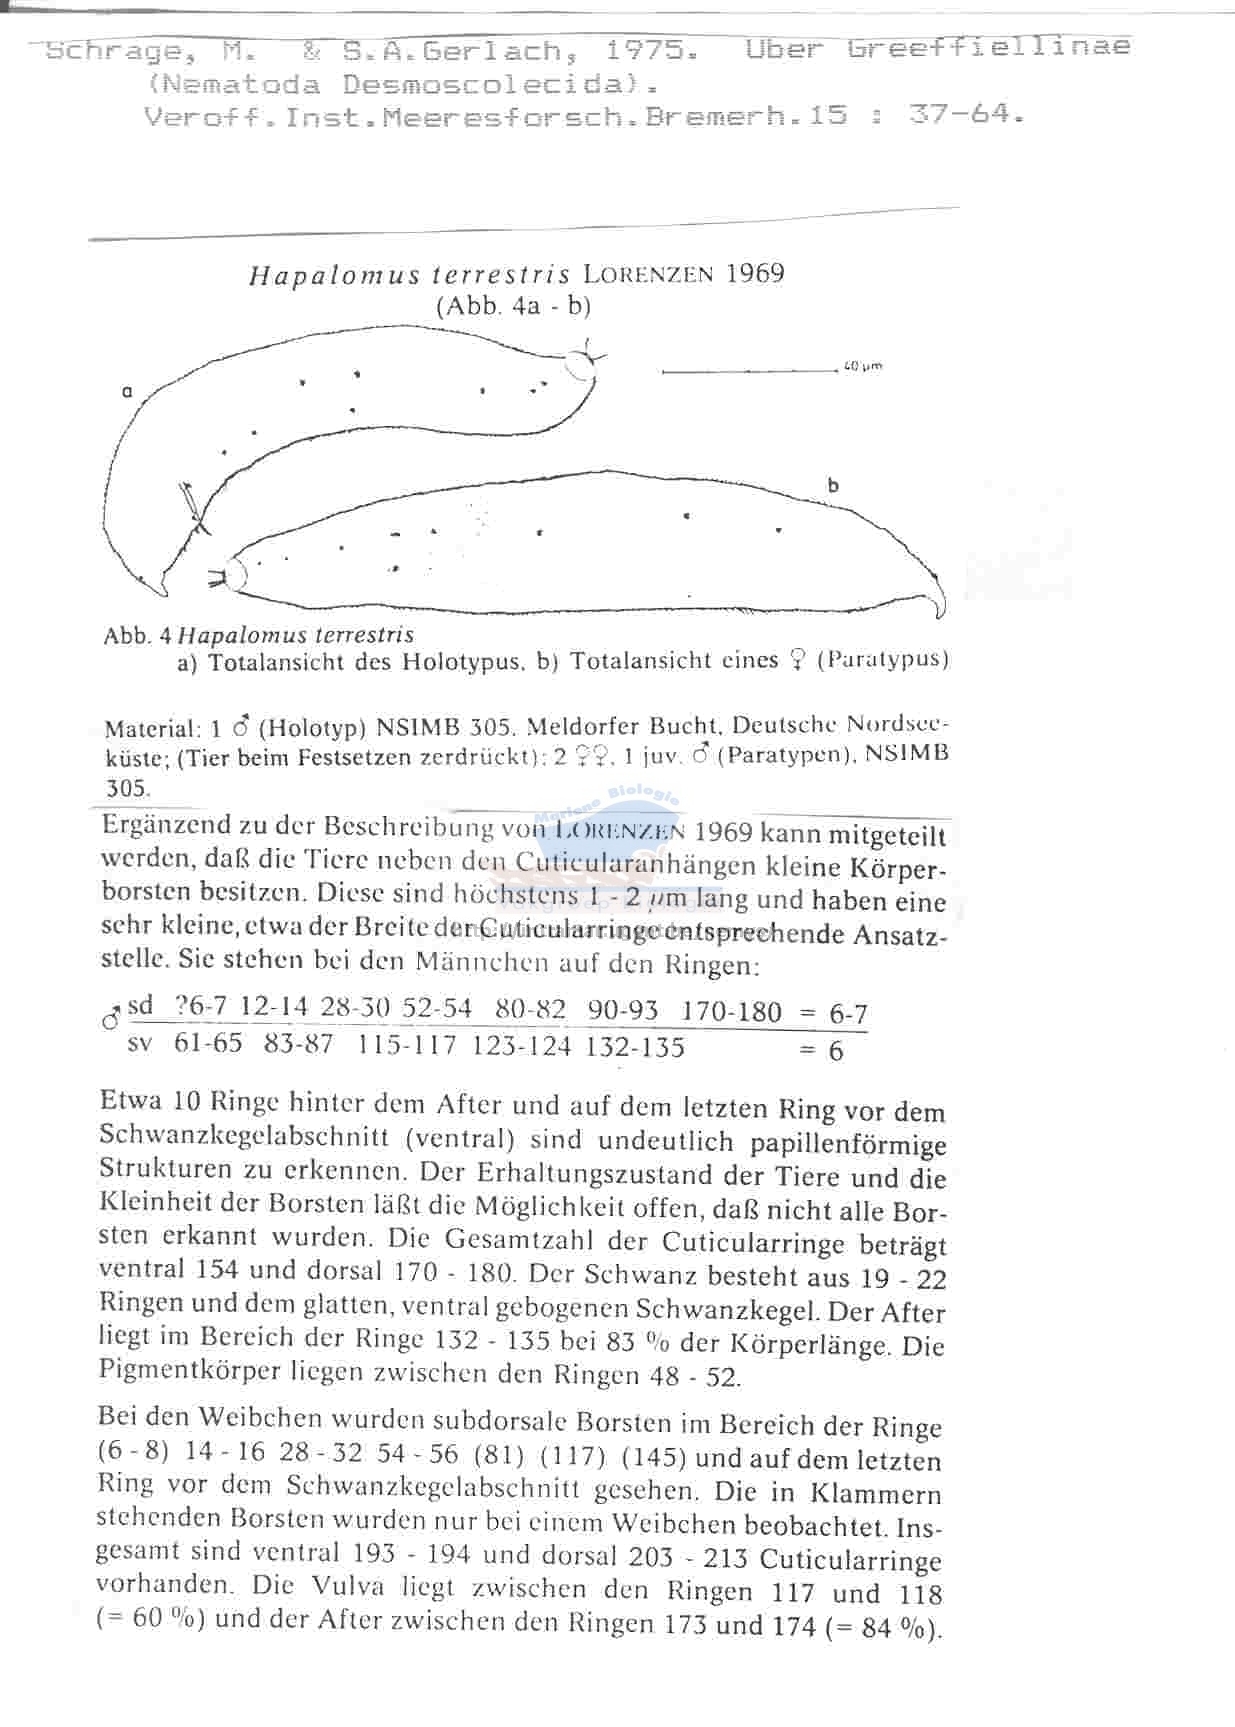 Schrage, M. & S.A.Gerlach, 1975. Uber Greeffiellinae
(Nematoda Desmoscolecida).
Veroff.Inst.Meeresforsch.Bremerh.15 : 37-64.
Hapalomus terrestris LORENZEN 1969
(Abb. 4a - b)
40 µm
a
b
Abb. 4 Hapalomus terrestris
a) Totalansicht des Holotypus, b) Totalansicht eines ♀ (Paratypus)
Material: 1 ♂ (Holotyp) NSIMB 305. Meldorfer Bucht, Deutsche Nordsee-
küste; (Tier beim Festsetzen zerdrückt); 2 ♀♀, 1 juv. ♂ (Paratypen), NSIMB
305.
Mariene Biologie
Ergänzend zu der Beschreibung von LORENZEN 1969 kann mitgeteilt
werden, daß die Tiere neben den Cuticularanhängen kleine Körper-
borsten besitzen. Diese sind höchstens 1 - 2 µm lang und haben eine
sehr kleine, etwa der Breite der Cuticularringe entsprechende Ansatz-
stelle. Sie stehen bei den Männchen auf den Ringen:
♂ sd ?6-7 12-14 28-30 52-54 80-82 90-93 170-180 = 6-7
sv 61-65 83-87 115-117 123-124 132-135 = 6
Etwa 10 Ringe hinter dem After und auf dem letzten Ring vor dem
Schwanzkegelabschnitt (ventral) sind undeutlich papillenförmige
Strukturen zu erkennen. Der Erhaltungszustand der Tiere und die
Kleinheit der Borsten läßt die Möglichkeit offen, daß nicht alle Bor-
sten erkannt wurden. Die Gesamtzahl der Cuticularringe beträgt
ventral 154 und dorsal 170 - 180. Der Schwanz besteht aus 19 - 22
Ringen und dem glatten, ventral gebogenen Schwanzkegel. Der After
liegt im Bereich der Ringe 132 - 135 bei 83 % der Körperlänge. Die
Pigmentkörper liegen zwischen den Ringen 48 - 52.
Bei den Weibchen wurden subdorsale Borsten im Bereich der Ringe
(6 - 8) 14 - 16 28 - 32 54 - 56 (81) (117) (145) und auf dem letzten
Ring vor dem Schwanzkegelabschnitt gesehen. Die in Klammern
stehenden Borsten wurden nur bei einem Weibchen beobachtet. Ins-
gesamt sind ventral 193 - 194 und dorsal 203 - 213 Cuticularringe
vorhanden. Die Vulva liegt zwischen den Ringen 117 und 118
(= 60 %) und der After zwischen den Ringen 173 und 174 (= 84 %).